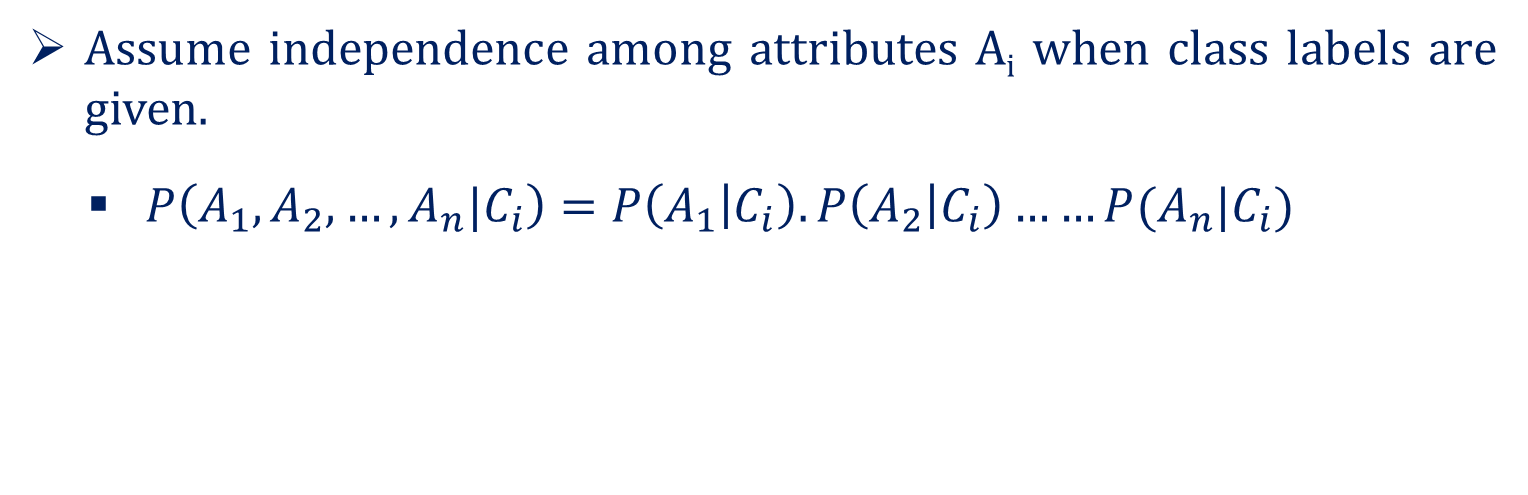 ➢ Assume independence among attributes Aᵢ when class labels are
given.
▪ P(A₁, A₂, … , Aₙ|Cᵢ) = P(A₁|Cᵢ). P(A₂|Cᵢ) … … P(Aₙ|Cᵢ)